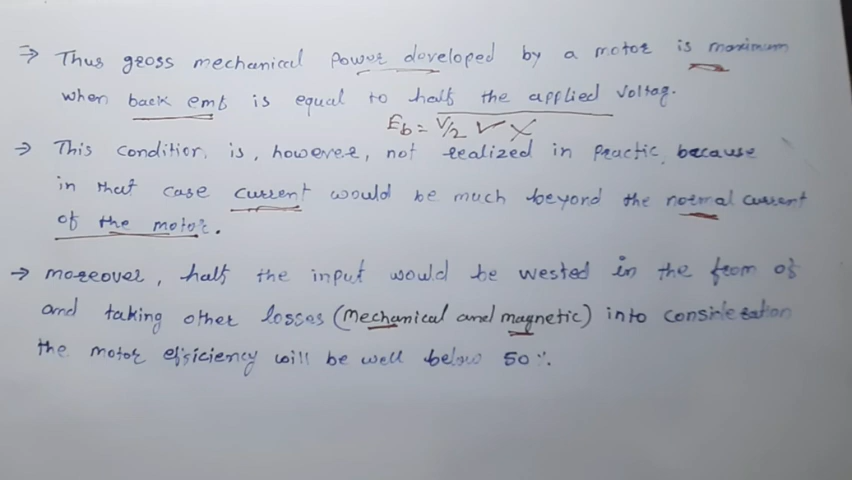 ⇒ Thus gross mechanical power developed by a motor is maximum
when back emf is equal to half the applied voltag.
Eb = V/2 ✓ ✗
→ This condition is, however, not realized in Practic, because
in that case current would be much beyond the normal current
of the motor.
→ moreover, half the input would be wested in the from of
and taking other losses (mechanical and magnetic) into consideration
the motor efficiency will be well below 50%.